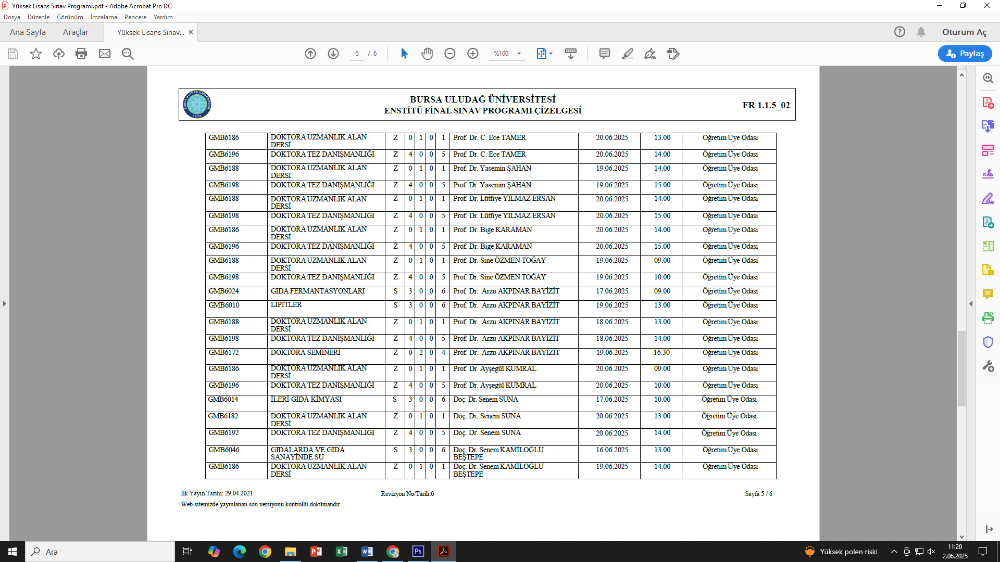 Yüksek Lisans Sınav Programı.pdf - Adobe Acrobat Pro DC
Dosya Düzenle Görünüm İmzalama Pencere Yardım
Ana Sayfa Araçlar Yüksek Lisans Sınav... × Oturum Aç
5 / 6 %100 Paylaş
BURSA ULUDAĞ ÜNİVERSİTESİ
ENSTİTÜ FİNAL SINAV PROGRAMI ÇİZELGESİ
FR 1.1.5_02
GMB6186 DOKTORA UZMANLIK ALAN DERSİ Z 0 1 0 1 Prof. Dr. C. Ece TAMER 20.06.2025 13.00 Öğretim Üye Odası
GMB6196 DOKTORA TEZ DANIŞMANLIĞI Z 4 0 0 5 Prof. Dr. C. Ece TAMER 20.06.2025 14.00 Öğretim Üye Odası
GMB6188 DOKTORA UZMANLIK ALAN DERSİ Z 0 1 0 1 Prof. Dr. Yasemin ŞAHAN 19.06.2025 14.00 Öğretim Üye Odası
GMB6198 DOKTORA TEZ DANIŞMANLIĞI Z 4 0 0 5 Prof. Dr. Yasemin ŞAHAN 19.06.2025 15.00 Öğretim Üye Odası
GMB6188 DOKTORA UZMANLIK ALAN DERSİ Z 0 1 0 1 Prof. Dr. Lütfiye YILMAZ ERSAN 20.06.2025 14.00 Öğretim Üye Odası
GMB6198 DOKTORA TEZ DANIŞMANLIĞI Z 4 0 0 5 Prof. Dr. Lütfiye YILMAZ ERSAN 20.06.2025 15.00 Öğretim Üye Odası
GMB6186 DOKTORA UZMANLIK ALAN DERSİ Z 0 1 0 1 Prof. Dr. Bige KARAMAN 20.06.2025 14.00 Öğretim Üye Odası
GMB6196 DOKTORA TEZ DANIŞMANLIĞI Z 4 0 0 5 Prof. Dr. Bige KARAMAN 20.06.2025 15.00 Öğretim Üye Odası
GMB6188 DOKTORA UZMANLIK ALAN DERSİ Z 0 1 0 1 Prof. Dr. Sine ÖZMEN TOĞAY 19.06.2025 09.00 Öğretim Üye Odası
GMB6198 DOKTORA TEZ DANIŞMANLIĞI Z 4 0 0 5 Prof. Dr. Sine ÖZMEN TOĞAY 19.06.2025 10.00 Öğretim Üye Odası
GMB6024 GIDA FERMANTASYONLARI S 3 0 0 6 Prof. Dr. Arzu AKPINAR BAYİZİT 17.06.2025 09.00 Öğretim Üye Odası
GMB6010 LİPİTLER S 3 0 0 6 Prof. Dr. Arzu AKPINAR BAYİZİT 19.06.2025 13.00 Öğretim Üye Odası
GMB6188 DOKTORA UZMANLIK ALAN DERSİ Z 0 1 0 1 Prof. Dr. Arzu AKPINAR BAYİZİT 18.06.2025 13.00 Öğretim Üye Odası
GMB6198 DOKTORA TEZ DANIŞMANLIĞI Z 4 0 0 5 Prof. Dr. Arzu AKPINAR BAYİZİT 18.06.2025 14.00 Öğretim Üye Odası
GMB6172 DOKTORA SEMİNERİ Z 0 2 0 4 Prof. Dr. Arzu AKPINAR BAYİZİT 19.06.2025 16.30 Öğretim Üye Odası
GMB6186 DOKTORA UZMANLIK ALAN DERSİ Z 0 1 0 1 Prof. Dr. Ayşegül KUMRAL 20.06.2025 09.00 Öğretim Üye Odası
GMB6196 DOKTORA TEZ DANIŞMANLIĞI Z 4 0 0 5 Prof. Dr. Ayşegül KUMRAL 20.06.2025 10.00 Öğretim Üye Odası
GMB6014 İLERİ GIDA KİMYASI S 3 0 0 6 Doç. Dr. Senem SUNA 17.06.2025 10.00 Öğretim Üye Odası
GMB6182 DOKTORA UZMANLIK ALAN DERSİ Z 0 1 0 1 Doç. Dr. Senem SUNA 20.06.2025 13.00 Öğretim Üye Odası
GMB6192 DOKTORA TEZ DANIŞMANLIĞI Z 4 0 0 5 Doç. Dr. Senem SUNA 20.06.2025 14.00 Öğretim Üye Odası
GMB6046 GIDALARDA VE GIDA SANAYİNDE SU S 3 0 0 6 Doç. Dr. Senem KAMİLOĞLU BEŞTEPE 16.06.2025 13.00 Öğretim Üye Odası
GMB6186 DOKTORA UZMANLIK ALAN DERSİ Z 0 1 0 1 Doç. Dr. Senem KAMİLOĞLU BEŞTEPE 19.06.2025 14.00 Öğretim Üye Odası
İlk Yayın Tarihi: 29.04.2021 Revizyon No/Tarih:0 Sayfa 5 / 6
Web sitemizde yayınlanan son versiyonu kontrollü dokümandır.
Ara Yüksek polen riski 11:20
2.06.2025